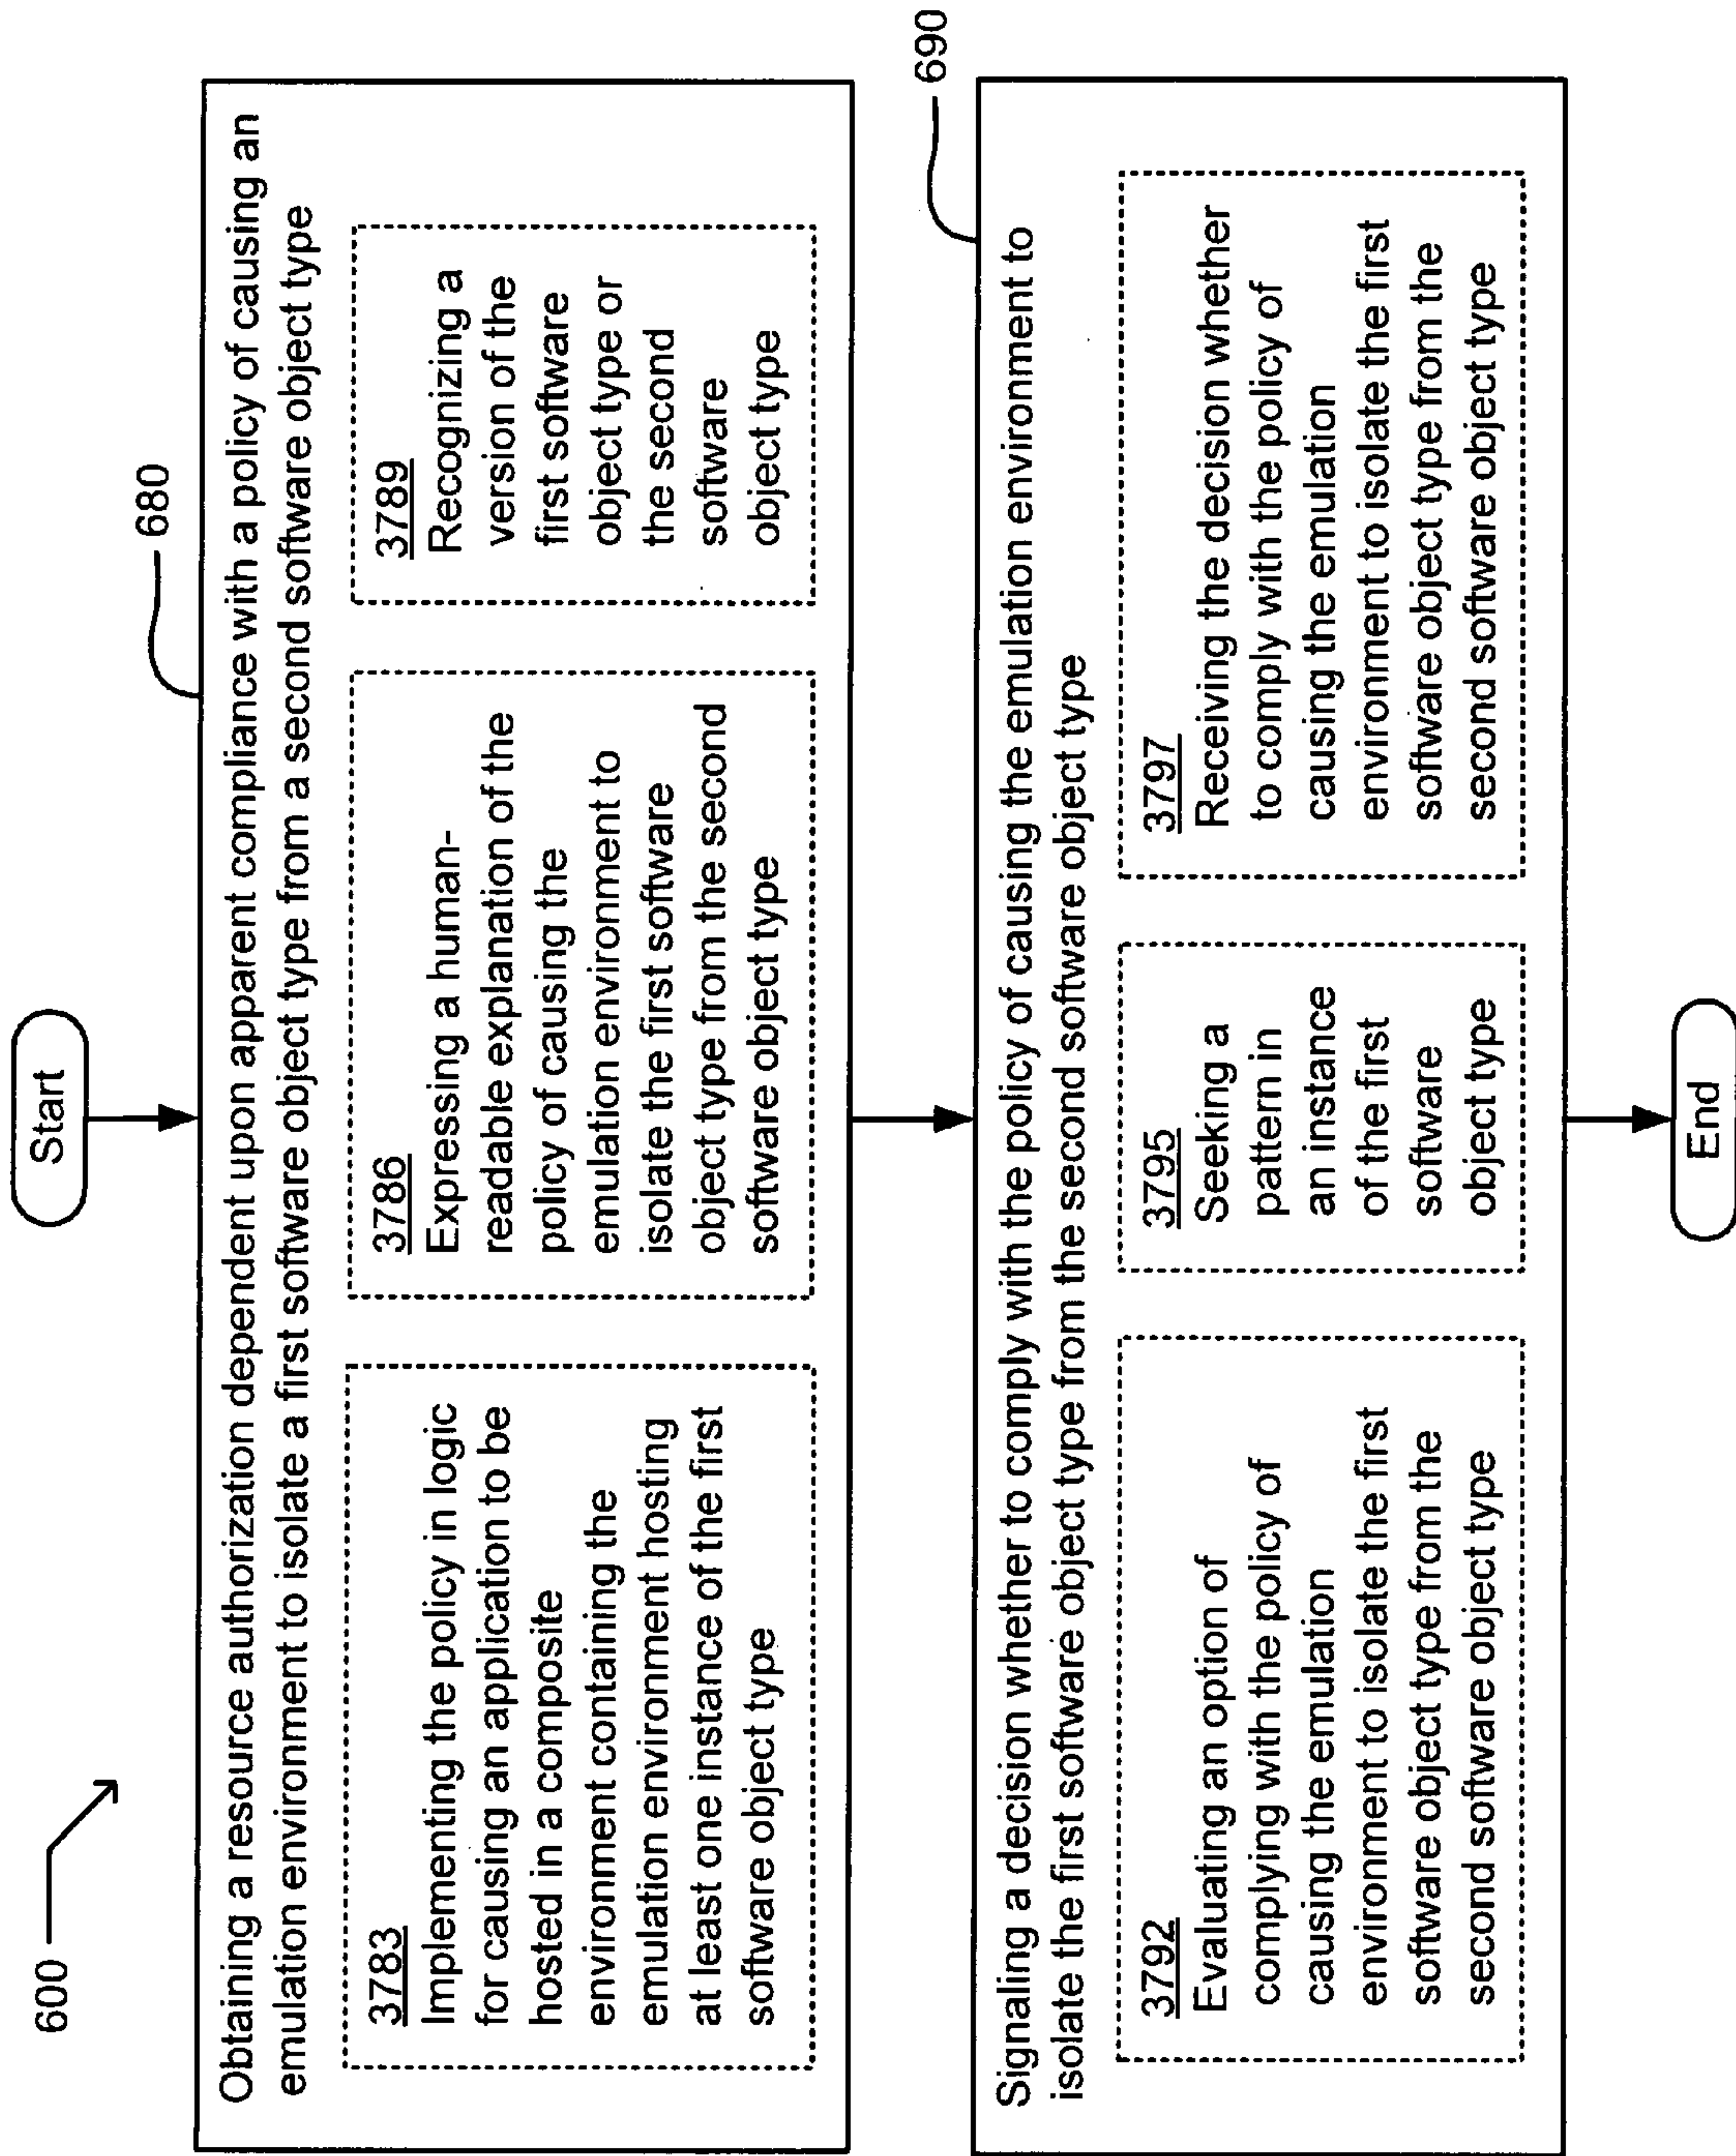 600
Start
680
Obtaining a resource authorization dependent upon apparent compliance with a policy of causing an
emulation environment to isolate a first software object type from a second software object type
3783
Implementing the policy in logic
for causing an application to be
hosted in a composite
environment containing the
emulation environment hosting
at least one instance of the first
software object type
3786
Expressing a human-
readable explanation of the
policy of causing the
emulation environment to
isolate the first software
object type from the second
software object type
3789
Recognizing a
version of the
first software
object type or
the second
software
object type
690
Signaling a decision whether to comply with the policy of causing the emulation environment to
isolate the first software object type from the second software object type
3792
Evaluating an option of
complying with the policy of
causing the emulation
environment to isolate the first
software object type from the
second software object type
3795
Seeking a
pattern in
an instance
of the first
software
object type
3797
Receiving the decision whether
to comply with the policy of
causing the emulation
environment to isolate the first
software object type from the
second software object type
End